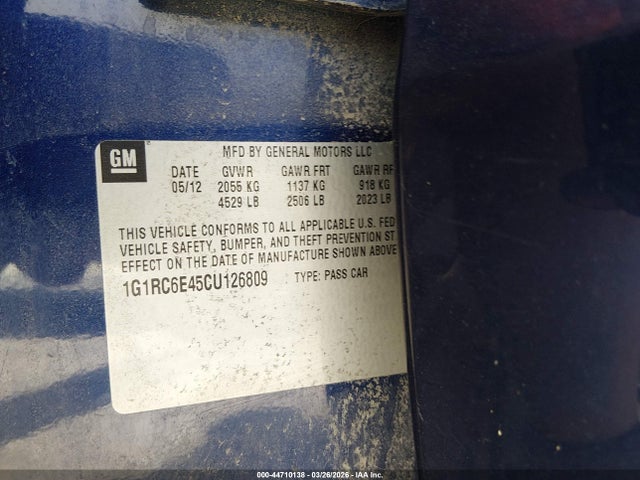 GM
MFD BY GENERAL MOTORS LLC
DATE GVWR GAWR FRT GAWR RF
05/12 2055 KG 1137 KG 918 KG
4529 LB 2506 LB 2023 LB
THIS VEHICLE CONFORMS TO ALL APPLICABLE U.S. FED
VEHICLE SAFETY, BUMPER, AND THEFT PREVENTION ST
EFFECT ON THE DATE OF MANUFACTURE SHOWN ABOVE
1G1RC6E45CU126809 TYPE: PASS CAR
000-44710138 - 03/26/2026 - IAA Inc.